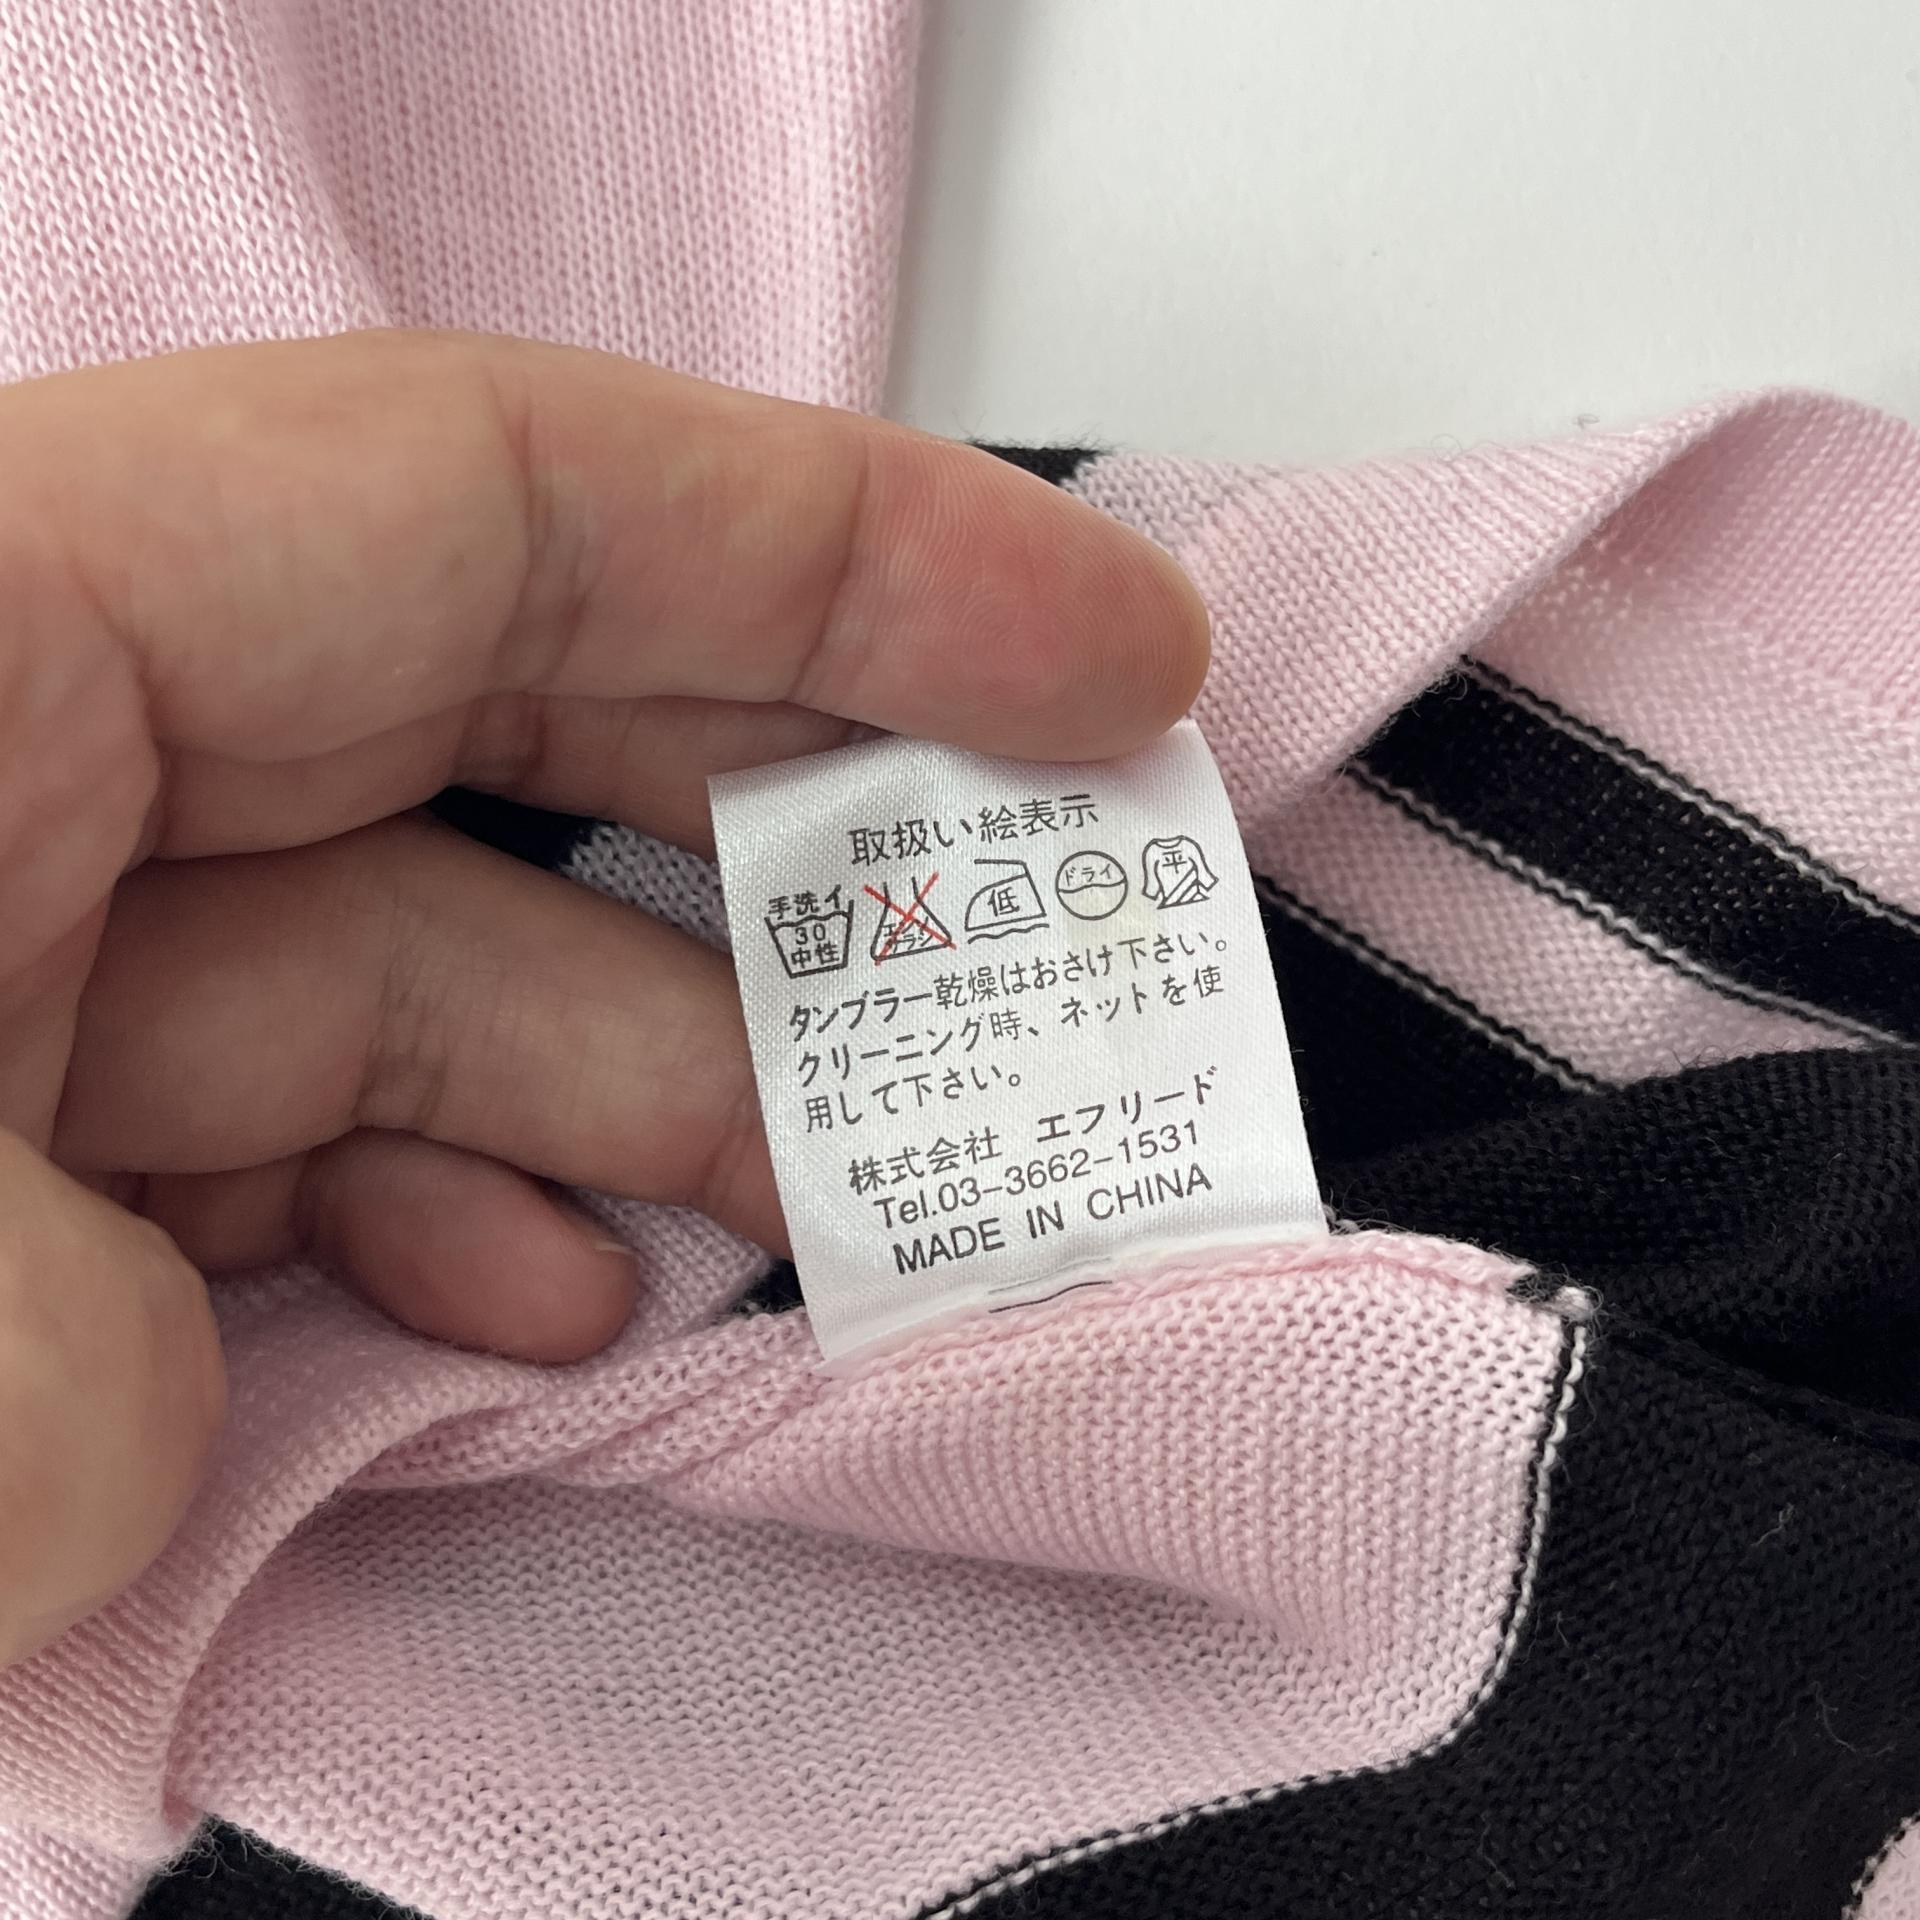 取扱い絵表示
手洗イ
30
中性
エンソ
サラシ
低
ドライ
平
タンブラー乾燥はおさけ下さい。
クリーニング時、ネットを使
用して下さい。
株式会社 エフリード
Tel.03-3662-1531
MADE IN CHINA